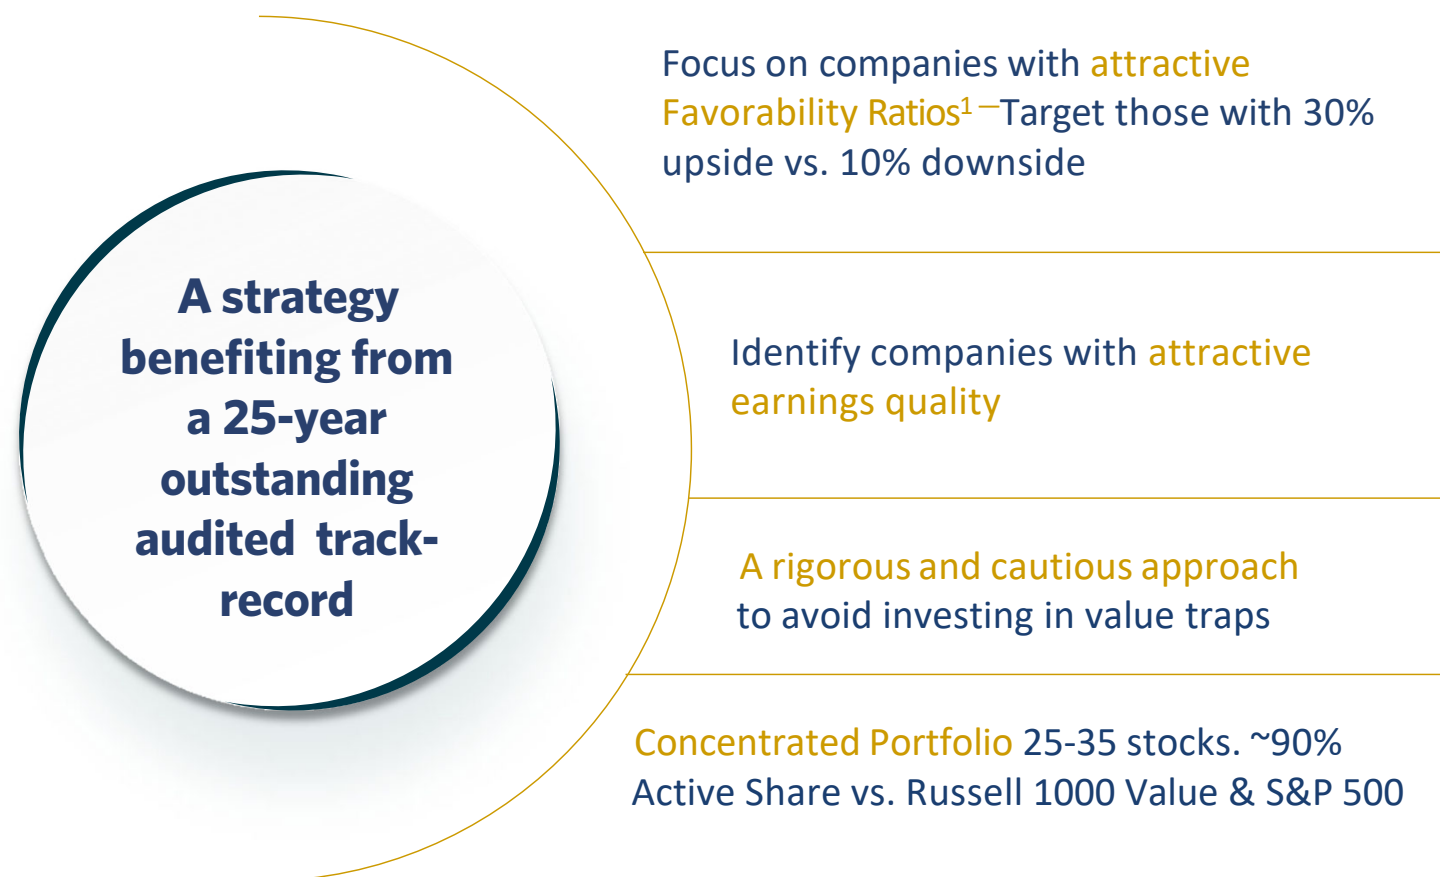 A strategy
benefiting from
a 25-year
outstanding
audited  track-
record
Focus on companies with attractive
Favorability Ratios¹ —Target those with 30%
upside vs. 10% downside
Identify companies with attractive
earnings quality
A rigorous and cautious approach
to avoid investing in value traps
Concentrated Portfolio 25-35 stocks. ~90%
Active Share vs. Russell 1000 Value & S&P 500